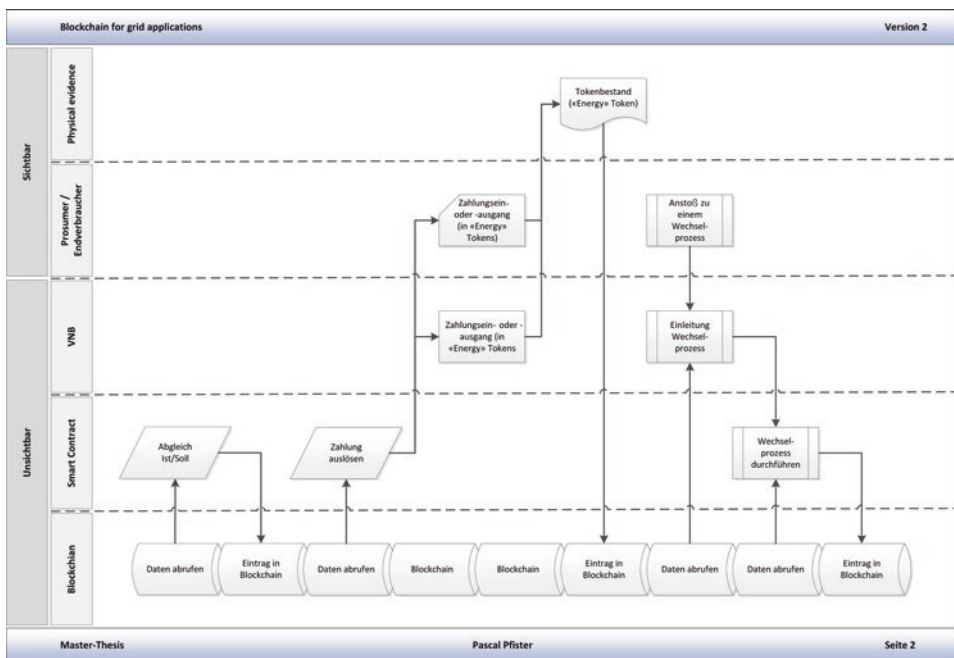 Blockchain for grid applications
Version 2
Sichtbar
Physical evidence
Tokenbestand
(«Energy» Token)
Prosumer /
Endverbraucher
Zahlungsein-
oder -ausgang
(in «Energy»
Tokens)
Anstoß zu
einem
Wechsel-
prozess
Unsichtbar
VNB
Zahlungsein- oder -
ausgang (in
«Energy» Tokens
Einleitung
Wechsel-
prozess
Smart Contract
Abgleich
Ist/Soll
Zahlung
auslösen
Wechsel-
prozess
durchführen
Blockchian
Daten abrufen
Eintrag in
Blockchain
Daten abrufen
Blockchain
Blockchain
Eintrag in
Blockchain
Daten abrufen
Daten abrufen
Eintrag in
Blockchain
Master-Thesis
Pascal Pfister
Seite 2